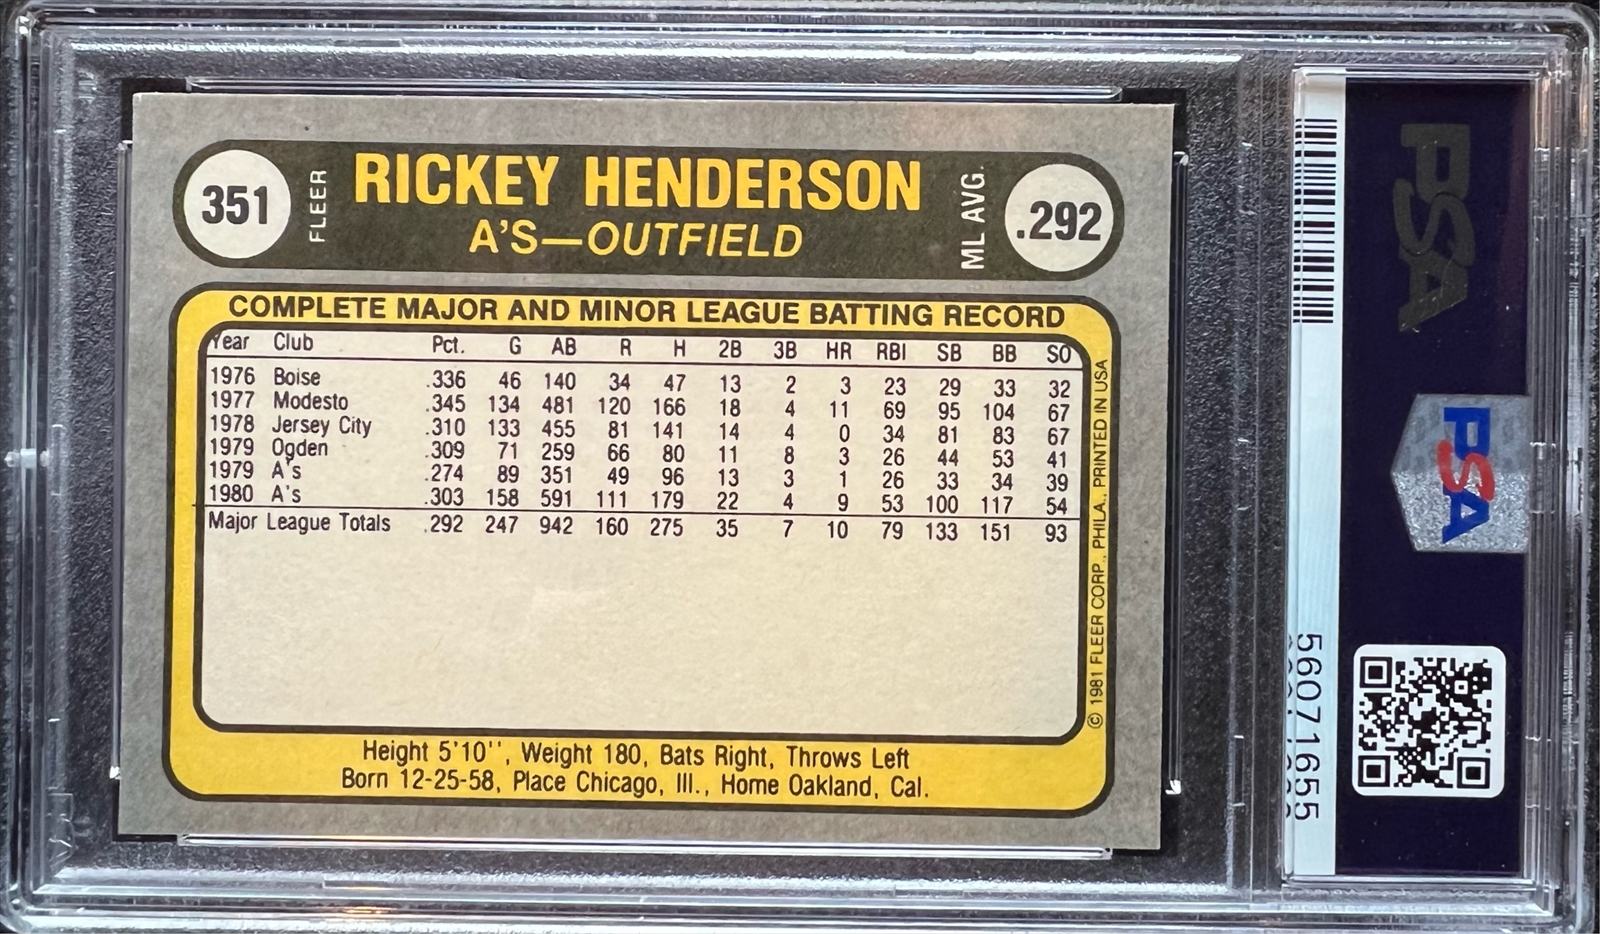 351 FLEER RICKEY HENDERSON ML AVG. .292
A'S—OUTFIELD
COMPLETE MAJOR AND MINOR LEAGUE BATTING RECORD
Year Club Pct. G AB R H 2B 3B HR RBI SB BB SO
1976 Boise .336 46 140 34 47 13 2 3 23 29 33 32
1977 Modesto .345 134 481 120 166 18 4 11 69 95 104 67
1978 Jersey City .310 133 455 81 141 14 4 0 34 81 83 67
1979 Ogden .309 71 259 66 80 11 8 3 26 44 53 41
1979 A's .274 89 351 49 96 13 3 1 26 33 34 39
1980 A's .303 158 591 111 179 22 4 9 53 100 117 54
Major League Totals .292 247 942 160 275 35 7 10 79 133 151 93
Height 5'10'', Weight 180, Bats Right, Throws Left
Born 12-25-58, Place Chicago, Ill., Home Oakland, Cal.
© 1981 FLEER CORP., PHILA., PRINTED IN USA
PSA
PSA
56071655